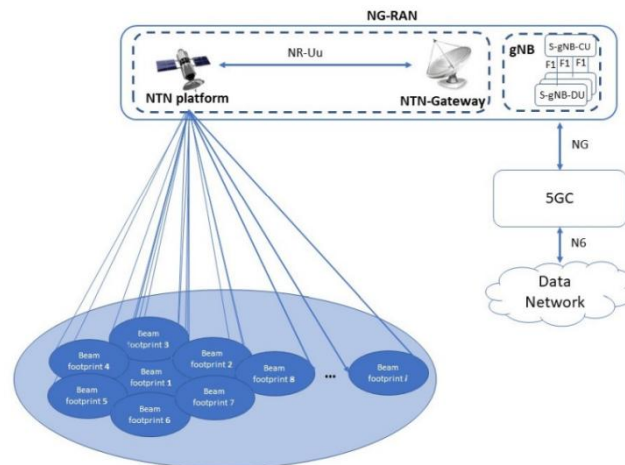 NG-RAN
NR-Uu
NTN platform
NTN-Gateway
gNB
S-gNB-CU
F1 F1 F1
S-gNB-DU
NG
5GC
N6
Data
Network
Beam
footprint 3
Beam
footprint 4
Beam
footprint 2
Beam
footprint 1
Beam
footprint 8
...
Beam
footprint i
Beam
footprint 5
Beam
footprint 7
Beam
footprint 6